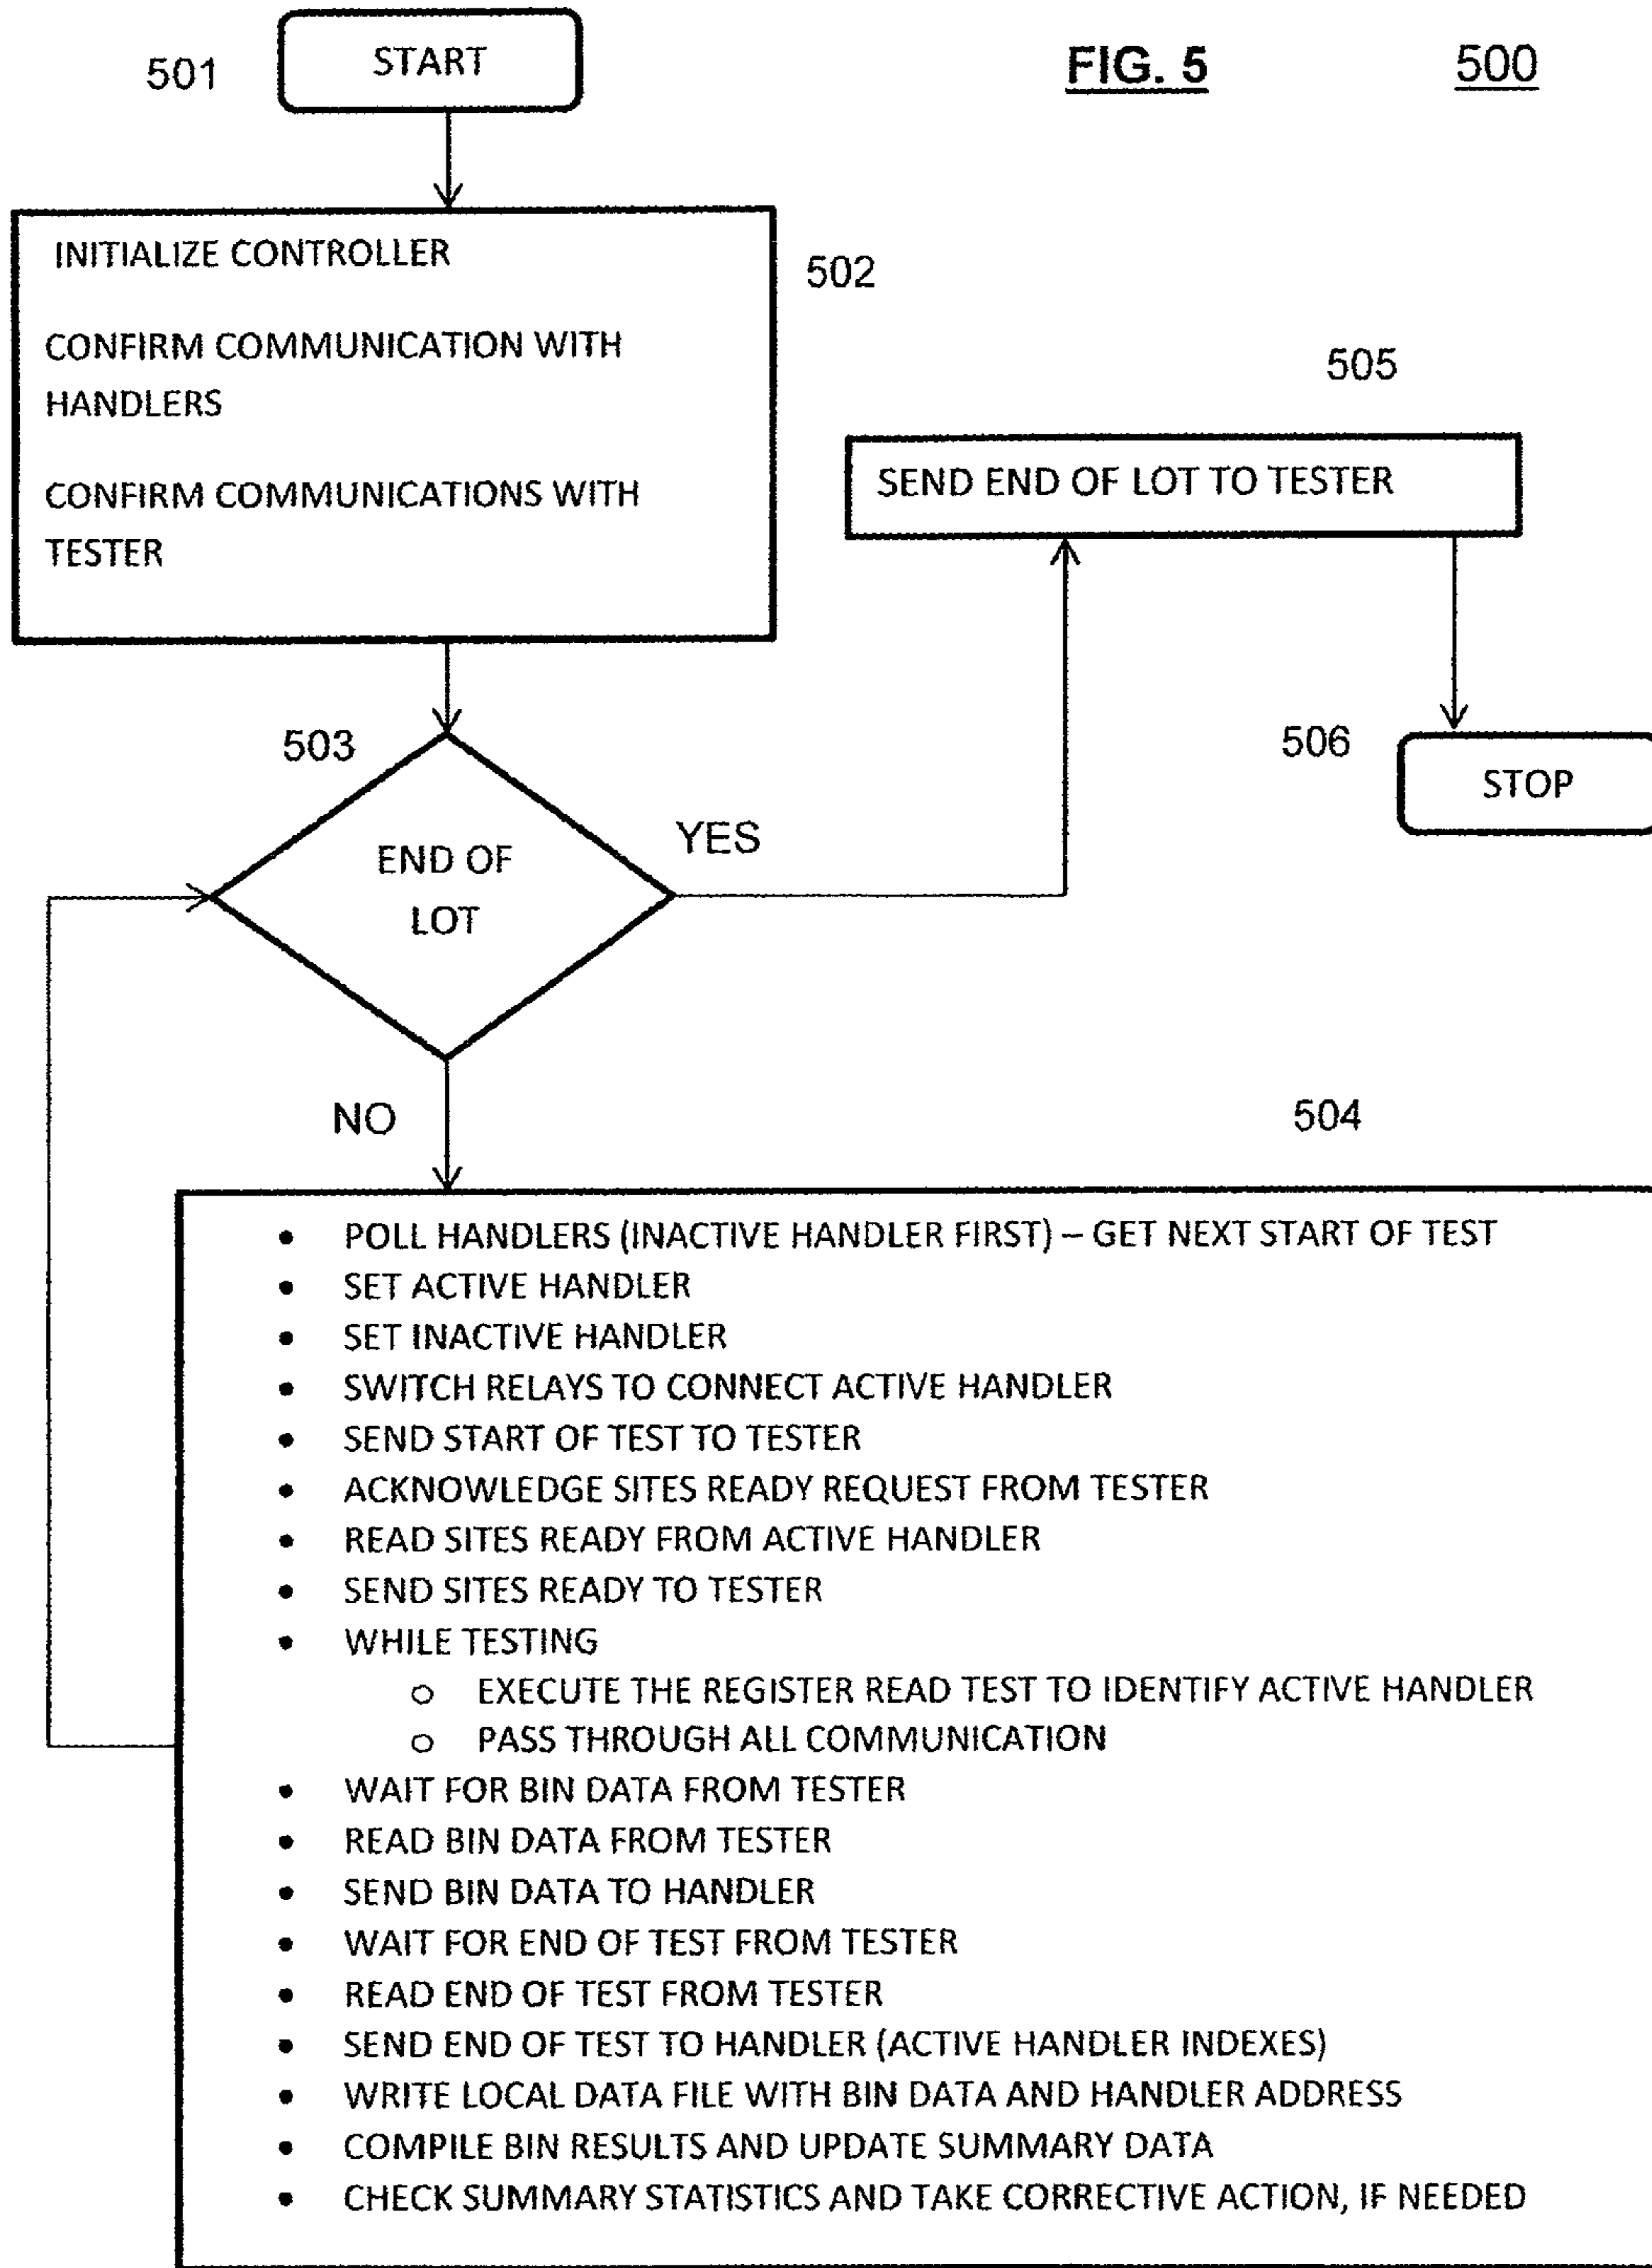 501
START
FIG. 5
500
INITIALIZE CONTROLLER
502
CONFIRM COMMUNICATION WITH
HANDLERS
CONFIRM COMMUNICATIONS WITH
TESTER
505
SEND END OF LOT TO TESTER
503
END OF
LOT
YES
506
STOP
NO
504
• POLL HANDLERS (INACTIVE HANDLER FIRST) – GET NEXT START OF TEST
• SET ACTIVE HANDLER
• SET INACTIVE HANDLER
• SWITCH RELAYS TO CONNECT ACTIVE HANDLER
• SEND START OF TEST TO TESTER
• ACKNOWLEDGE SITES READY REQUEST FROM TESTER
• READ SITES READY FROM ACTIVE HANDLER
• SEND SITES READY TO TESTER
• WHILE TESTING
○ EXECUTE THE REGISTER READ TEST TO IDENTIFY ACTIVE HANDLER
○ PASS THROUGH ALL COMMUNICATION
• WAIT FOR BIN DATA FROM TESTER
• READ BIN DATA FROM TESTER
• SEND BIN DATA TO HANDLER
• WAIT FOR END OF TEST FROM TESTER
• READ END OF TEST FROM TESTER
• SEND END OF TEST TO HANDLER (ACTIVE HANDLER INDEXES)
• WRITE LOCAL DATA FILE WITH BIN DATA AND HANDLER ADDRESS
• COMPILE BIN RESULTS AND UPDATE SUMMARY DATA
• CHECK SUMMARY STATISTICS AND TAKE CORRECTIVE ACTION, IF NEEDED